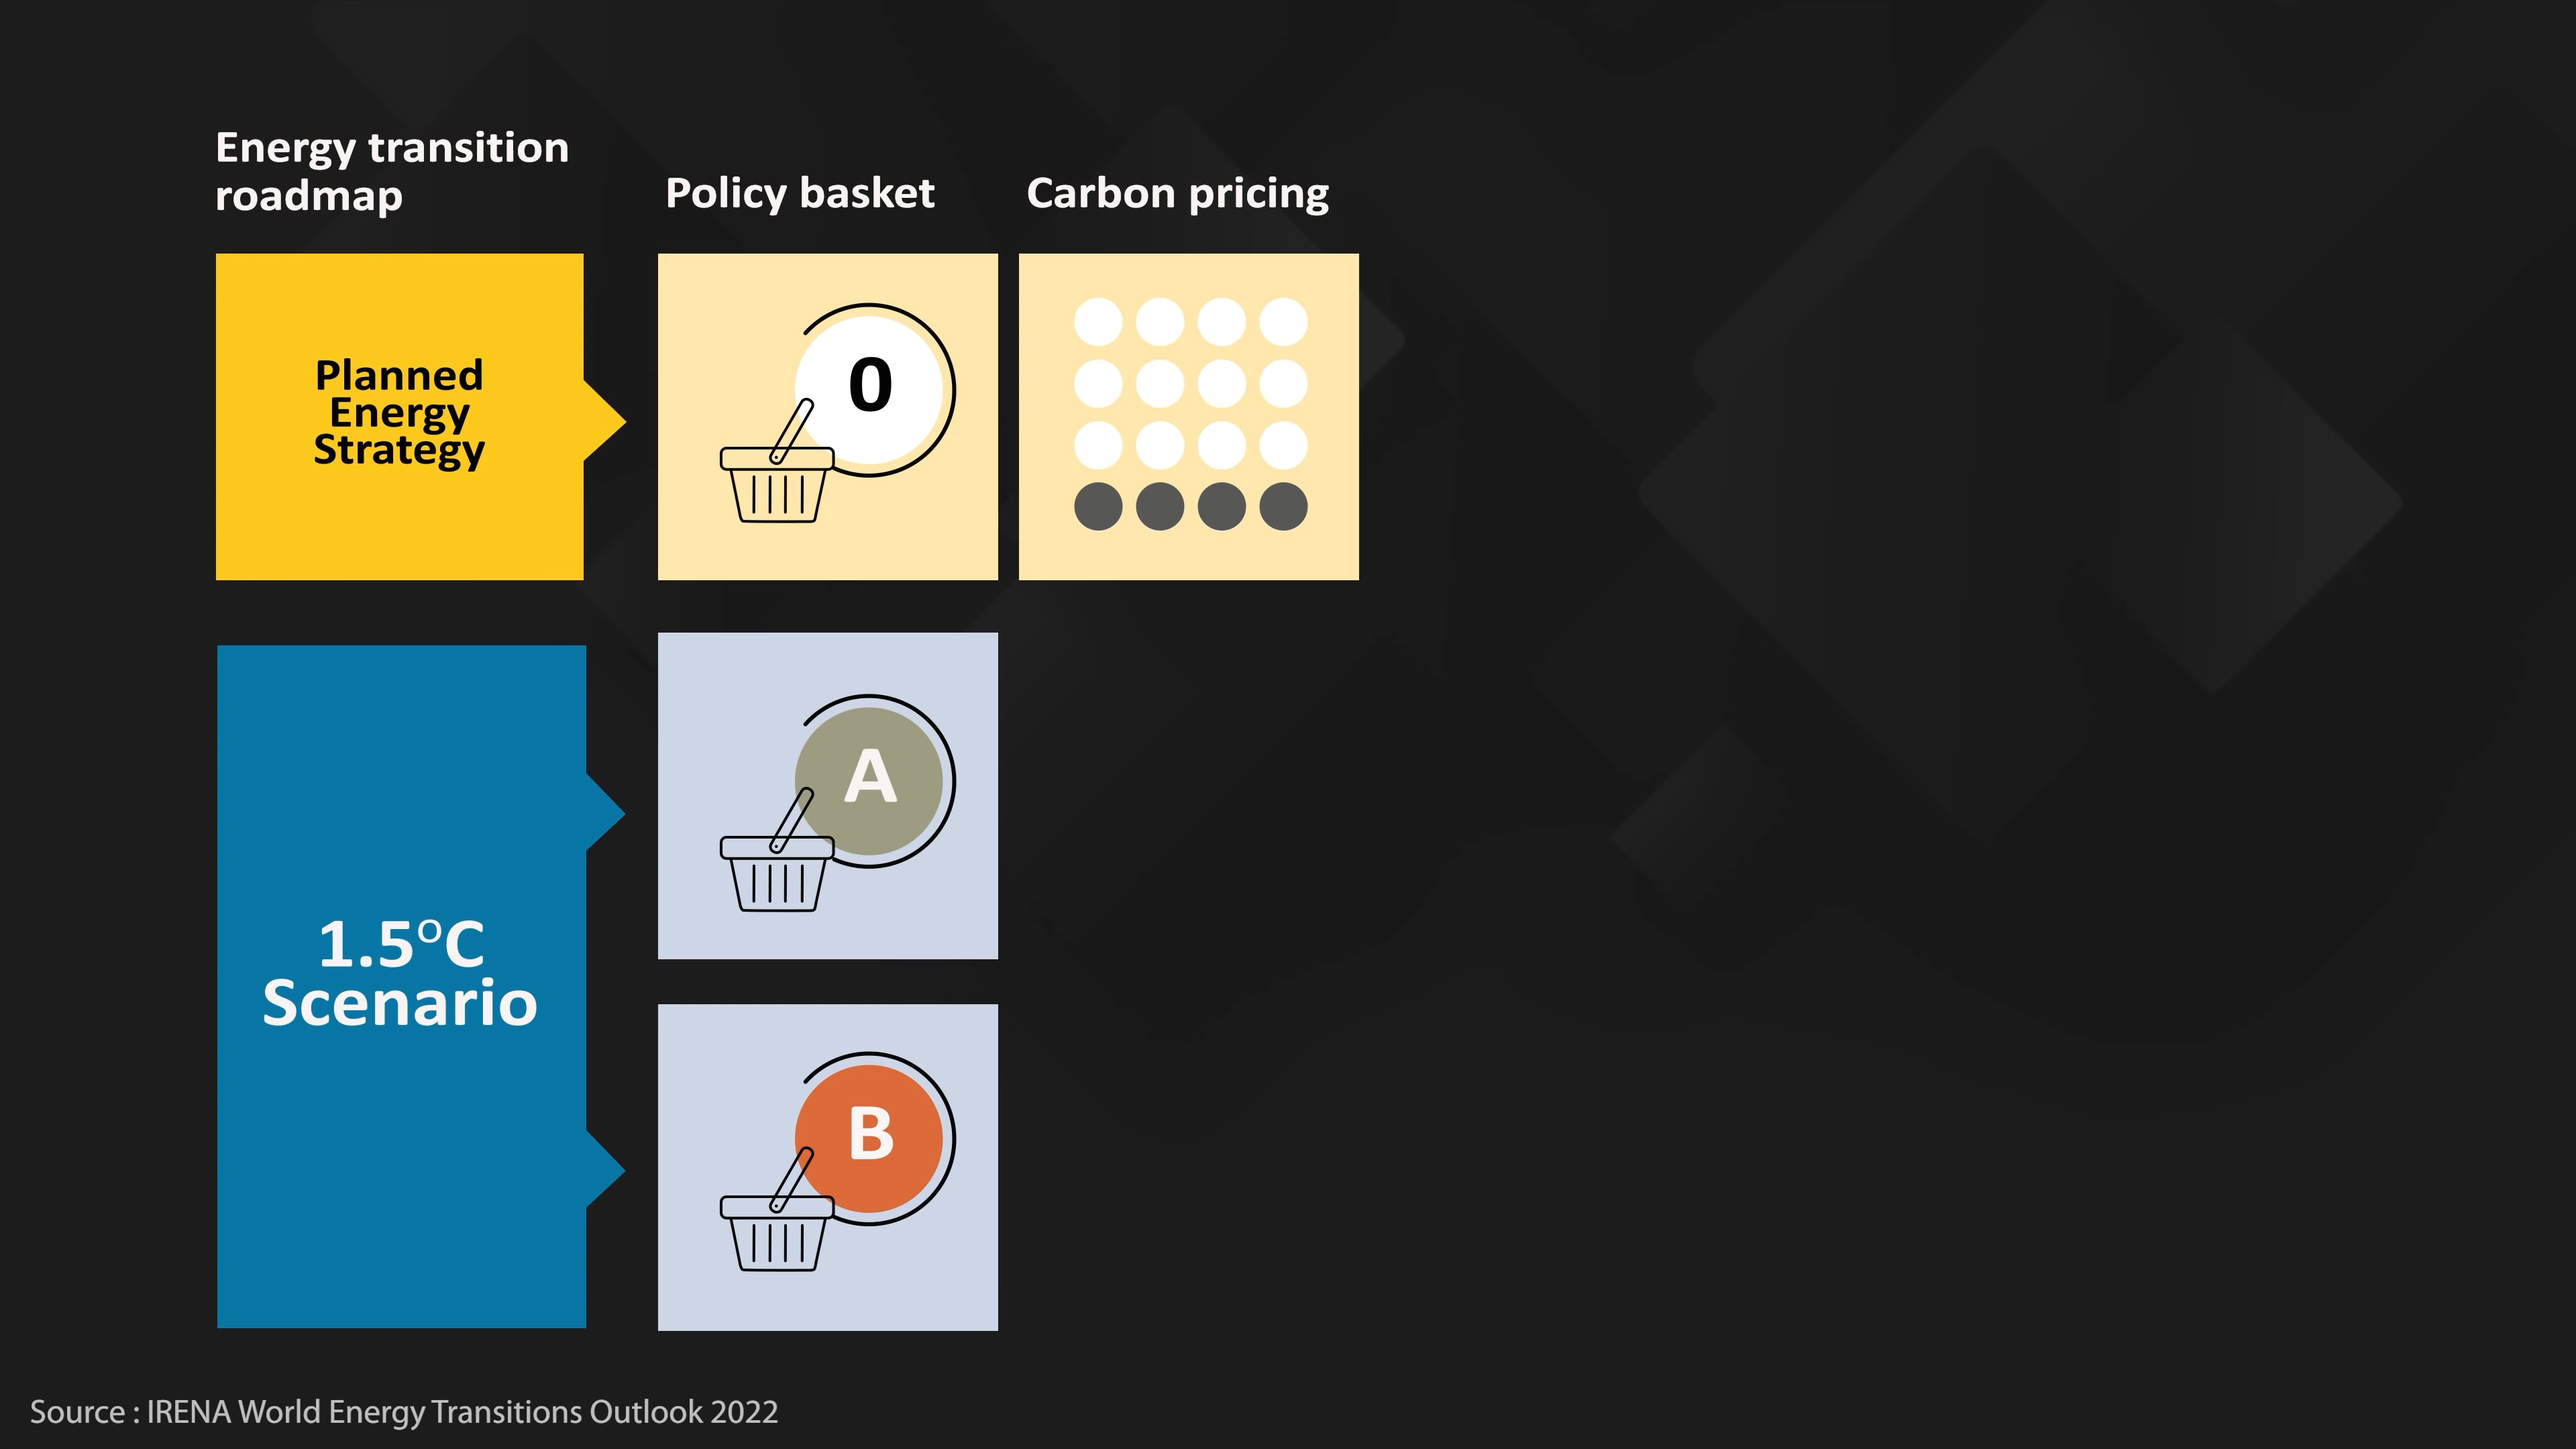 Energy transition
roadmap
Policy basket
Carbon pricing
Planned
Energy
Strategy
0
1.5°C
Scenario
A
B
Source : IRENA World Energy Transitions Outlook 2022